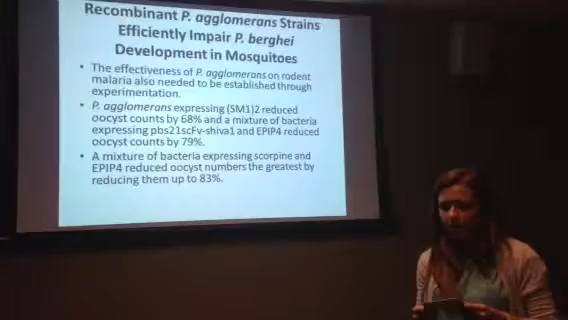 Recombinant P. agglomerans Strains
Efficiently Impair P. berghei
Development in Mosquitoes
• The effectiveness of P. agglomerans on rodent
malaria also needed to be established through
experimentation.
• P. agglomerans expressing (SM1)2 reduced
oocyst counts by 68% and a mixture of bacteria
expressing pbs21scFv-shiva1 and EPIP4 reduced
oocyst counts by 79%.
• A mixture of bacteria expressing scorpine and
EPIP4 reduced oocyst numbers the greatest by
reducing them up to 83%.